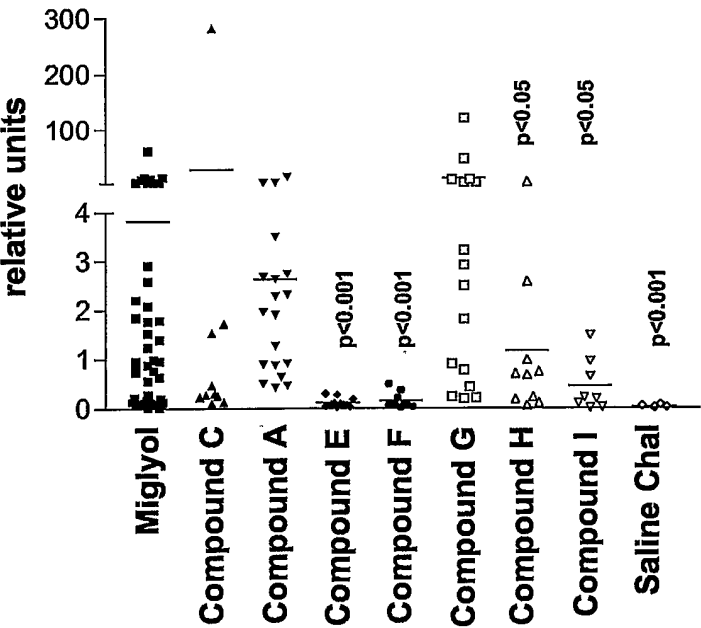 300
200
100
4
3
2
1
0
relative units
p<0.001
p<0.001
p<0.05
p<0.05
p<0.001
Miglyol
Compound C
Compound A
Compound E
Compound F
Compound G
Compound H
Compound I
Saline Chal